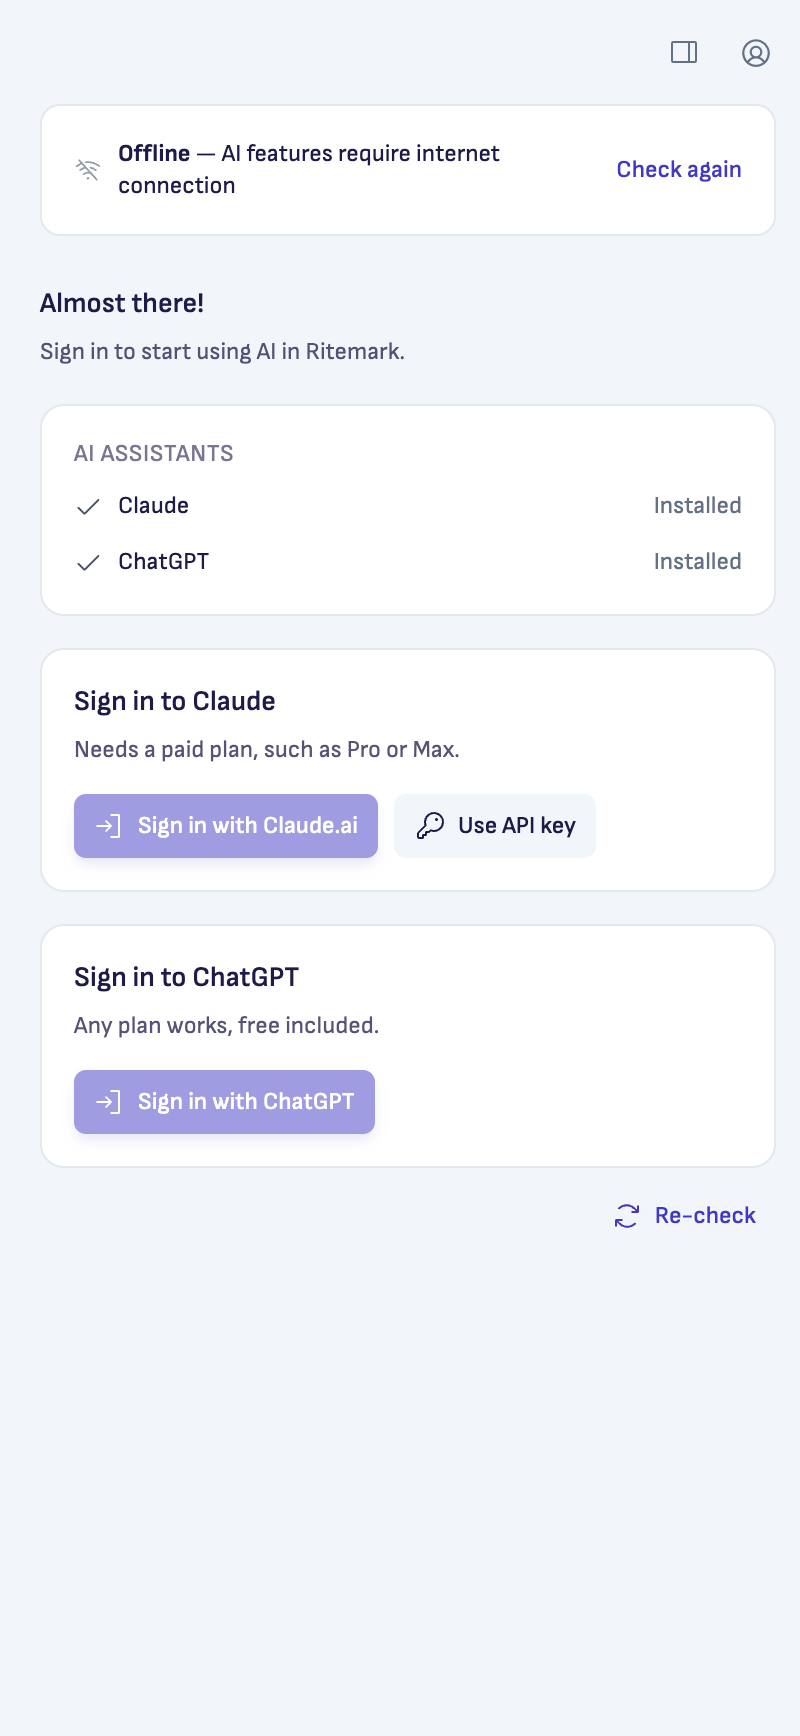 Offline — AI features require internet
connection
Check again
Almost there!
Sign in to start using AI in Ritemark.
AI ASSISTANTS
Claude
Installed
ChatGPT
Installed
Sign in to Claude
Needs a paid plan, such as Pro or Max.
Sign in with Claude.ai
Use API key
Sign in to ChatGPT
Any plan works, free included.
Sign in with ChatGPT
Re-check